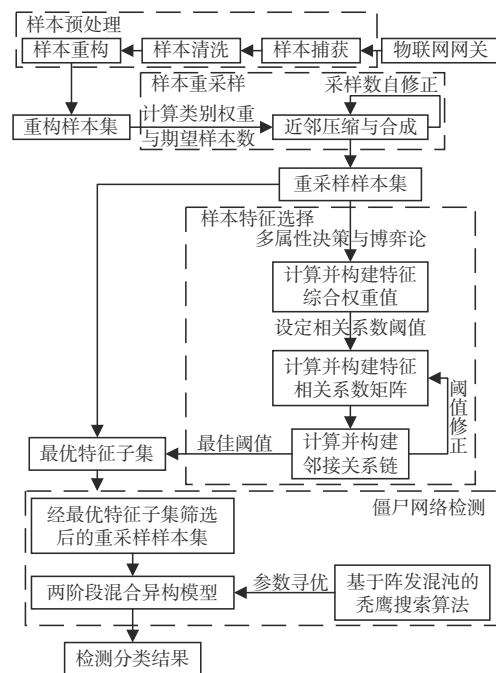 样本预处理
样本重构
样本清洗
样本捕获
物联网网关
样本重采样
采样数自修正
重构样本集
计算类别权重
与期望样本数
近邻压缩与合成
重采样样本集
样本特征选择
多属性决策与博弈论
计算并构建特征
综合权重值
设定相关系数阈值
计算并构建特征
相关系数矩阵
阈值修正
最优特征子集
最佳阈值
计算并构建
邻接关系链
僵尸网络检测
经最优特征子集筛选
后的重采样样本集
两阶段混合异构模型
参数寻优
基于阵发混沌的
秃鹰搜索算法
检测分类结果